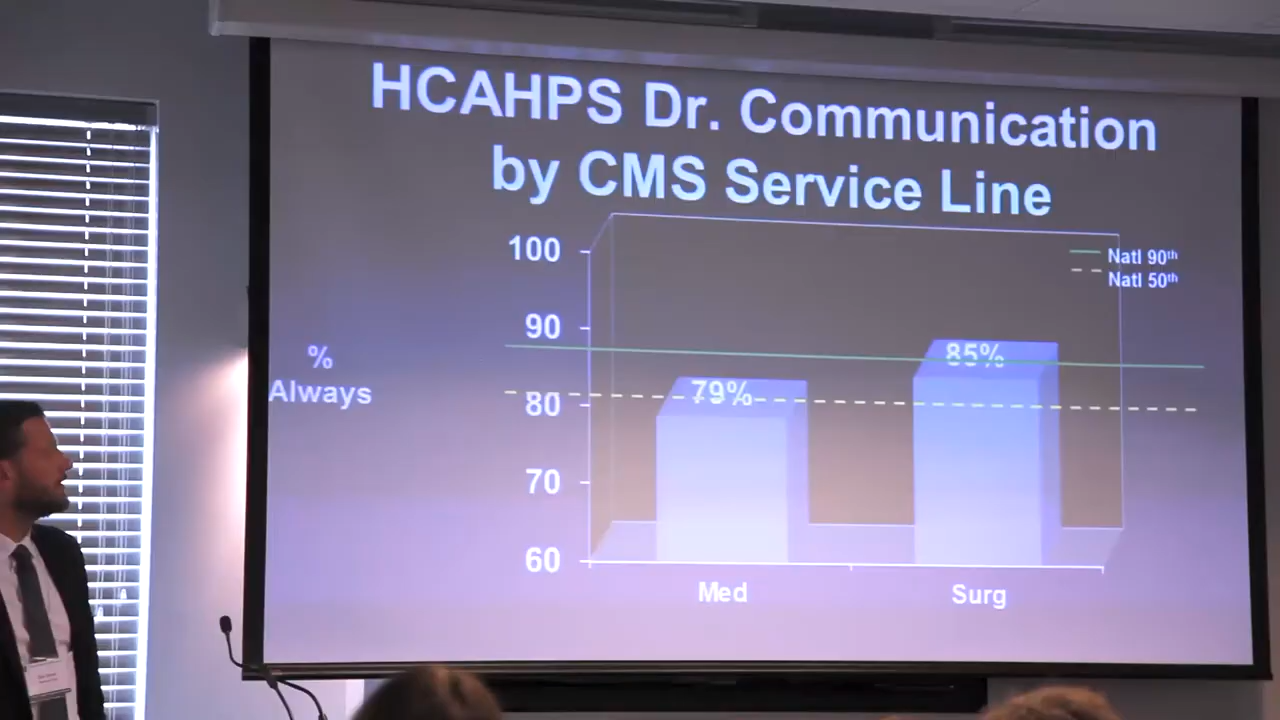 HCAHPS Dr. Communication
by CMS Service Line
100
90
80
70
60
%
Always
Natl 90th
Natl 50th
79%
85%
Med
Surg